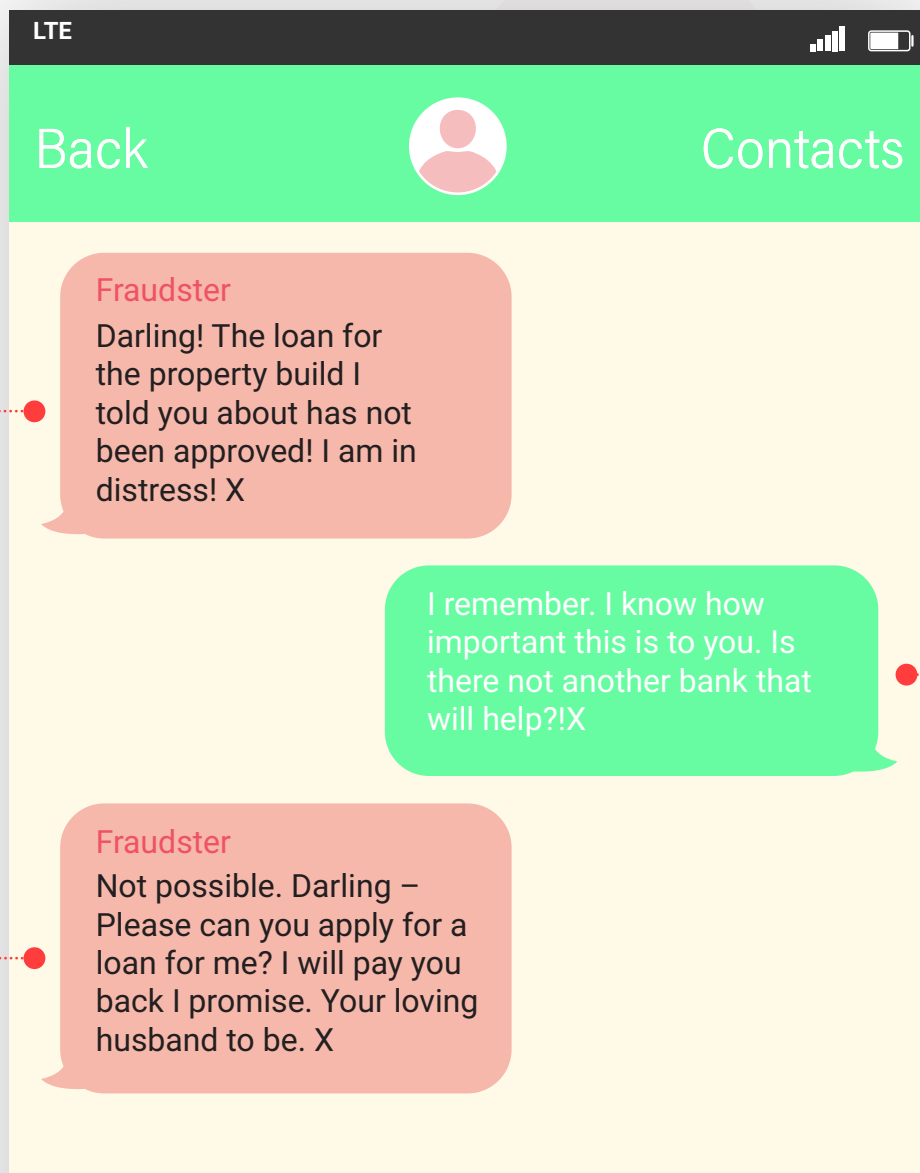 LTE
Back
Contacts
Fraudster
Darling! The loan for
the property build I
told you about has not
been approved! I am in
distress! X
I remember. I know how
important this is to you. Is
there not another bank that
will help?!X
Fraudster
Not possible. Darling –
Please can you apply for a
loan for me? I will pay you
back I promise. Your loving
husband to be. X